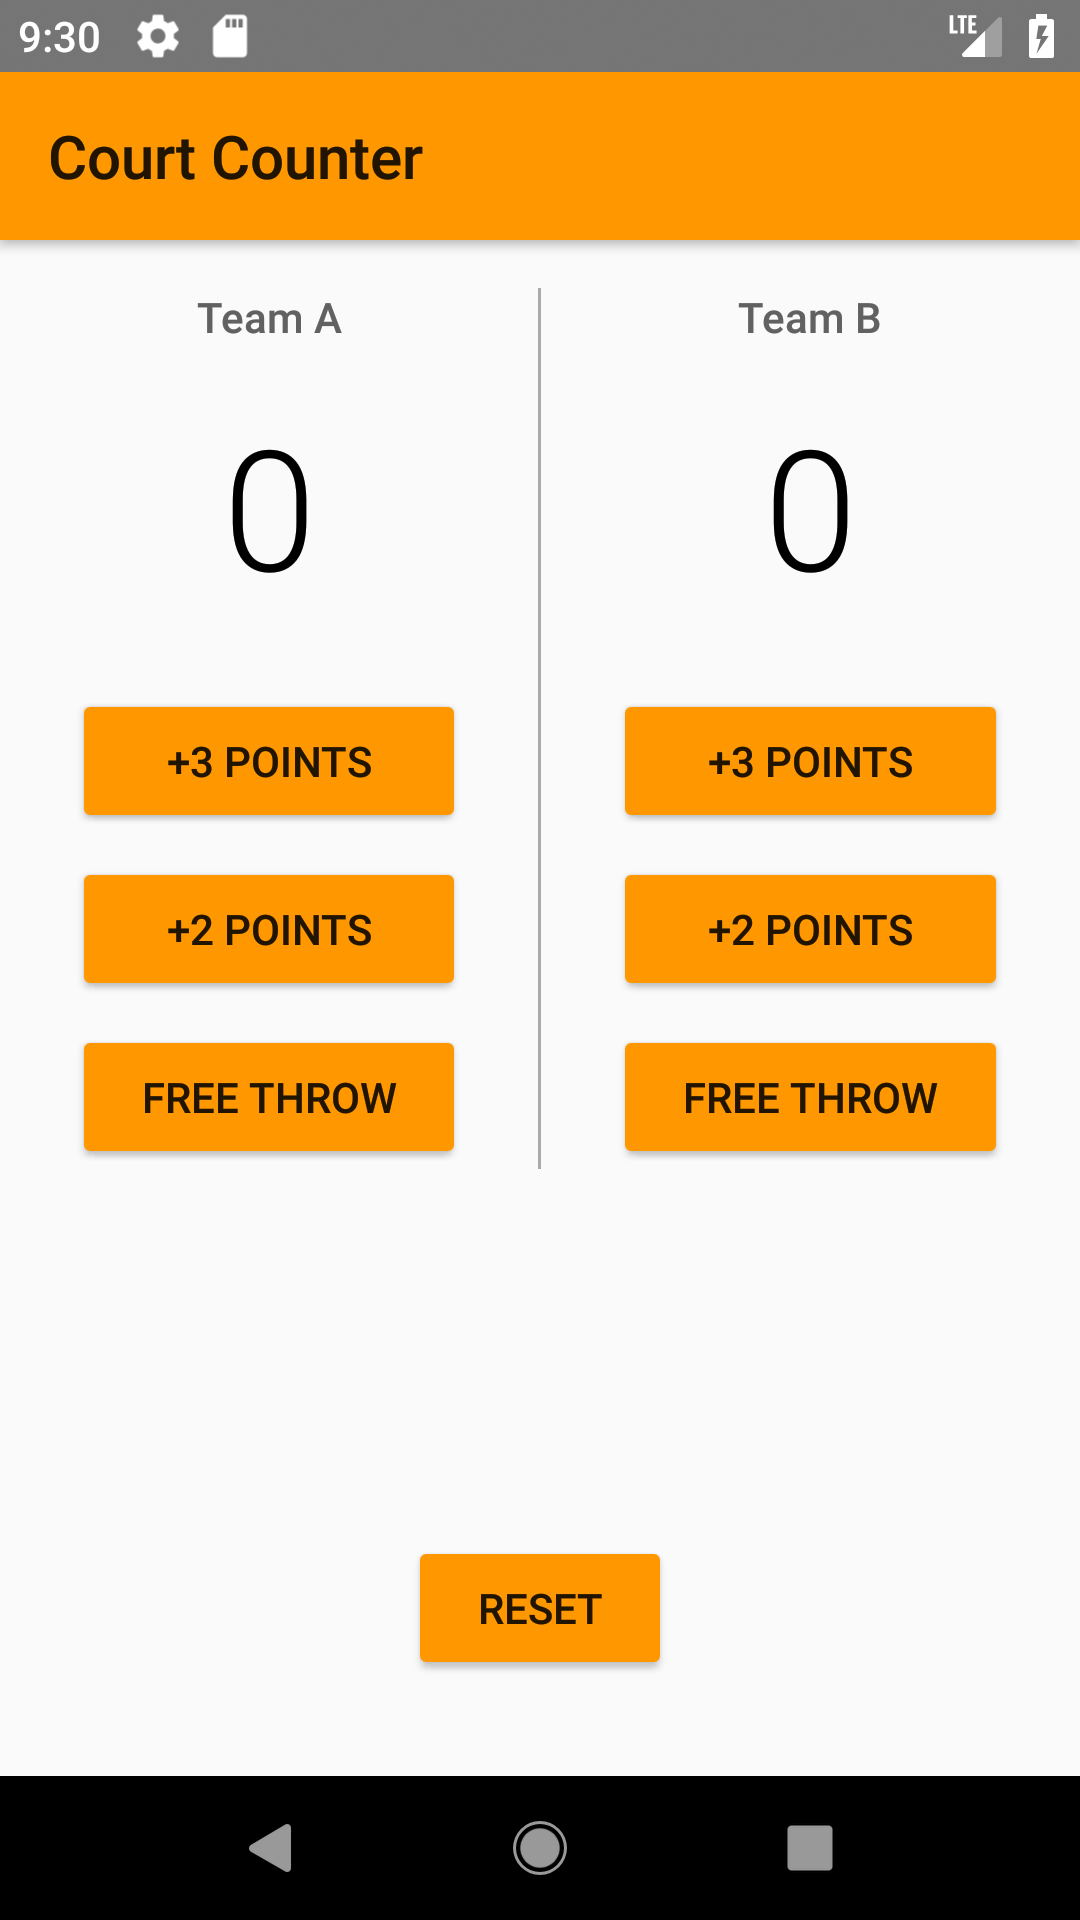 9:30 LTE
Court Counter
Team A Team B
0 0
+3 POINTS +3 POINTS
+2 POINTS +2 POINTS
FREE THROW FREE THROW
RESET